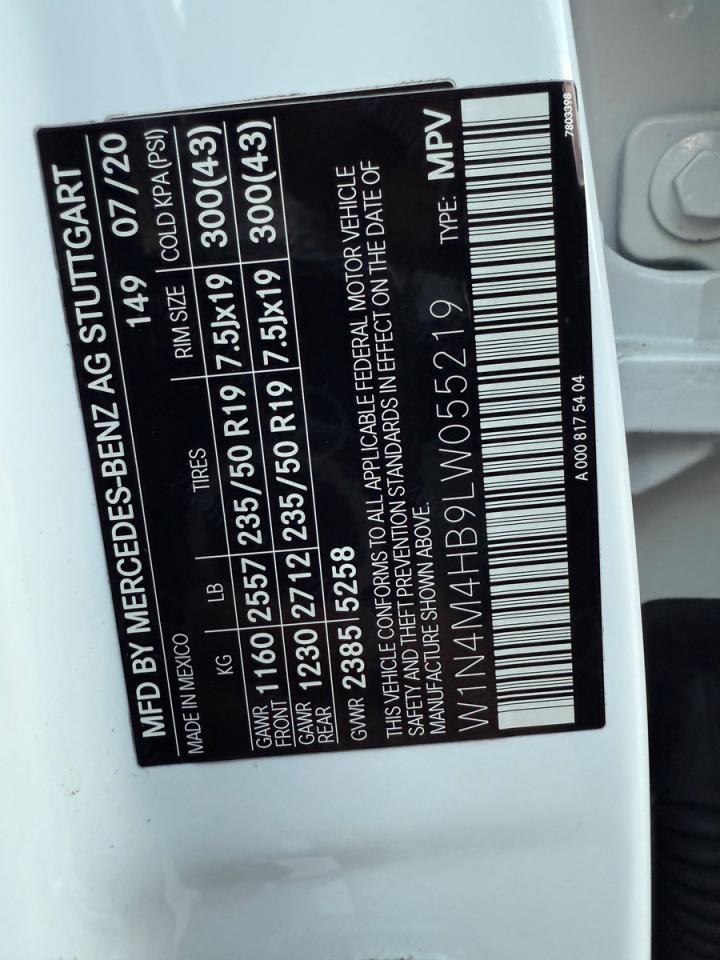 MFD BY MERCEDES-BENZ AG STUTTGART
MADE IN MEXICO 149 07/20
KG LB TIRES RIM SIZE COLD KPA(PSI)
GAWR FRONT 1160 2557 235/50 R19 7.5Jx19 300(43)
GAWR REAR 1230 2712 235/50 R19 7.5Jx19 300(43)
GVWR 2385 5258
THIS VEHICLE CONFORMS TO ALL APPLICABLE FEDERAL MOTOR VEHICLE
SAFETY AND THEFT PREVENTION STANDARDS IN EFFECT ON THE DATE OF
MANUFACTURE SHOWN ABOVE.
W1N4M4HB9LW055219 TYPE: MPV
A 000 817 54 04 7803398